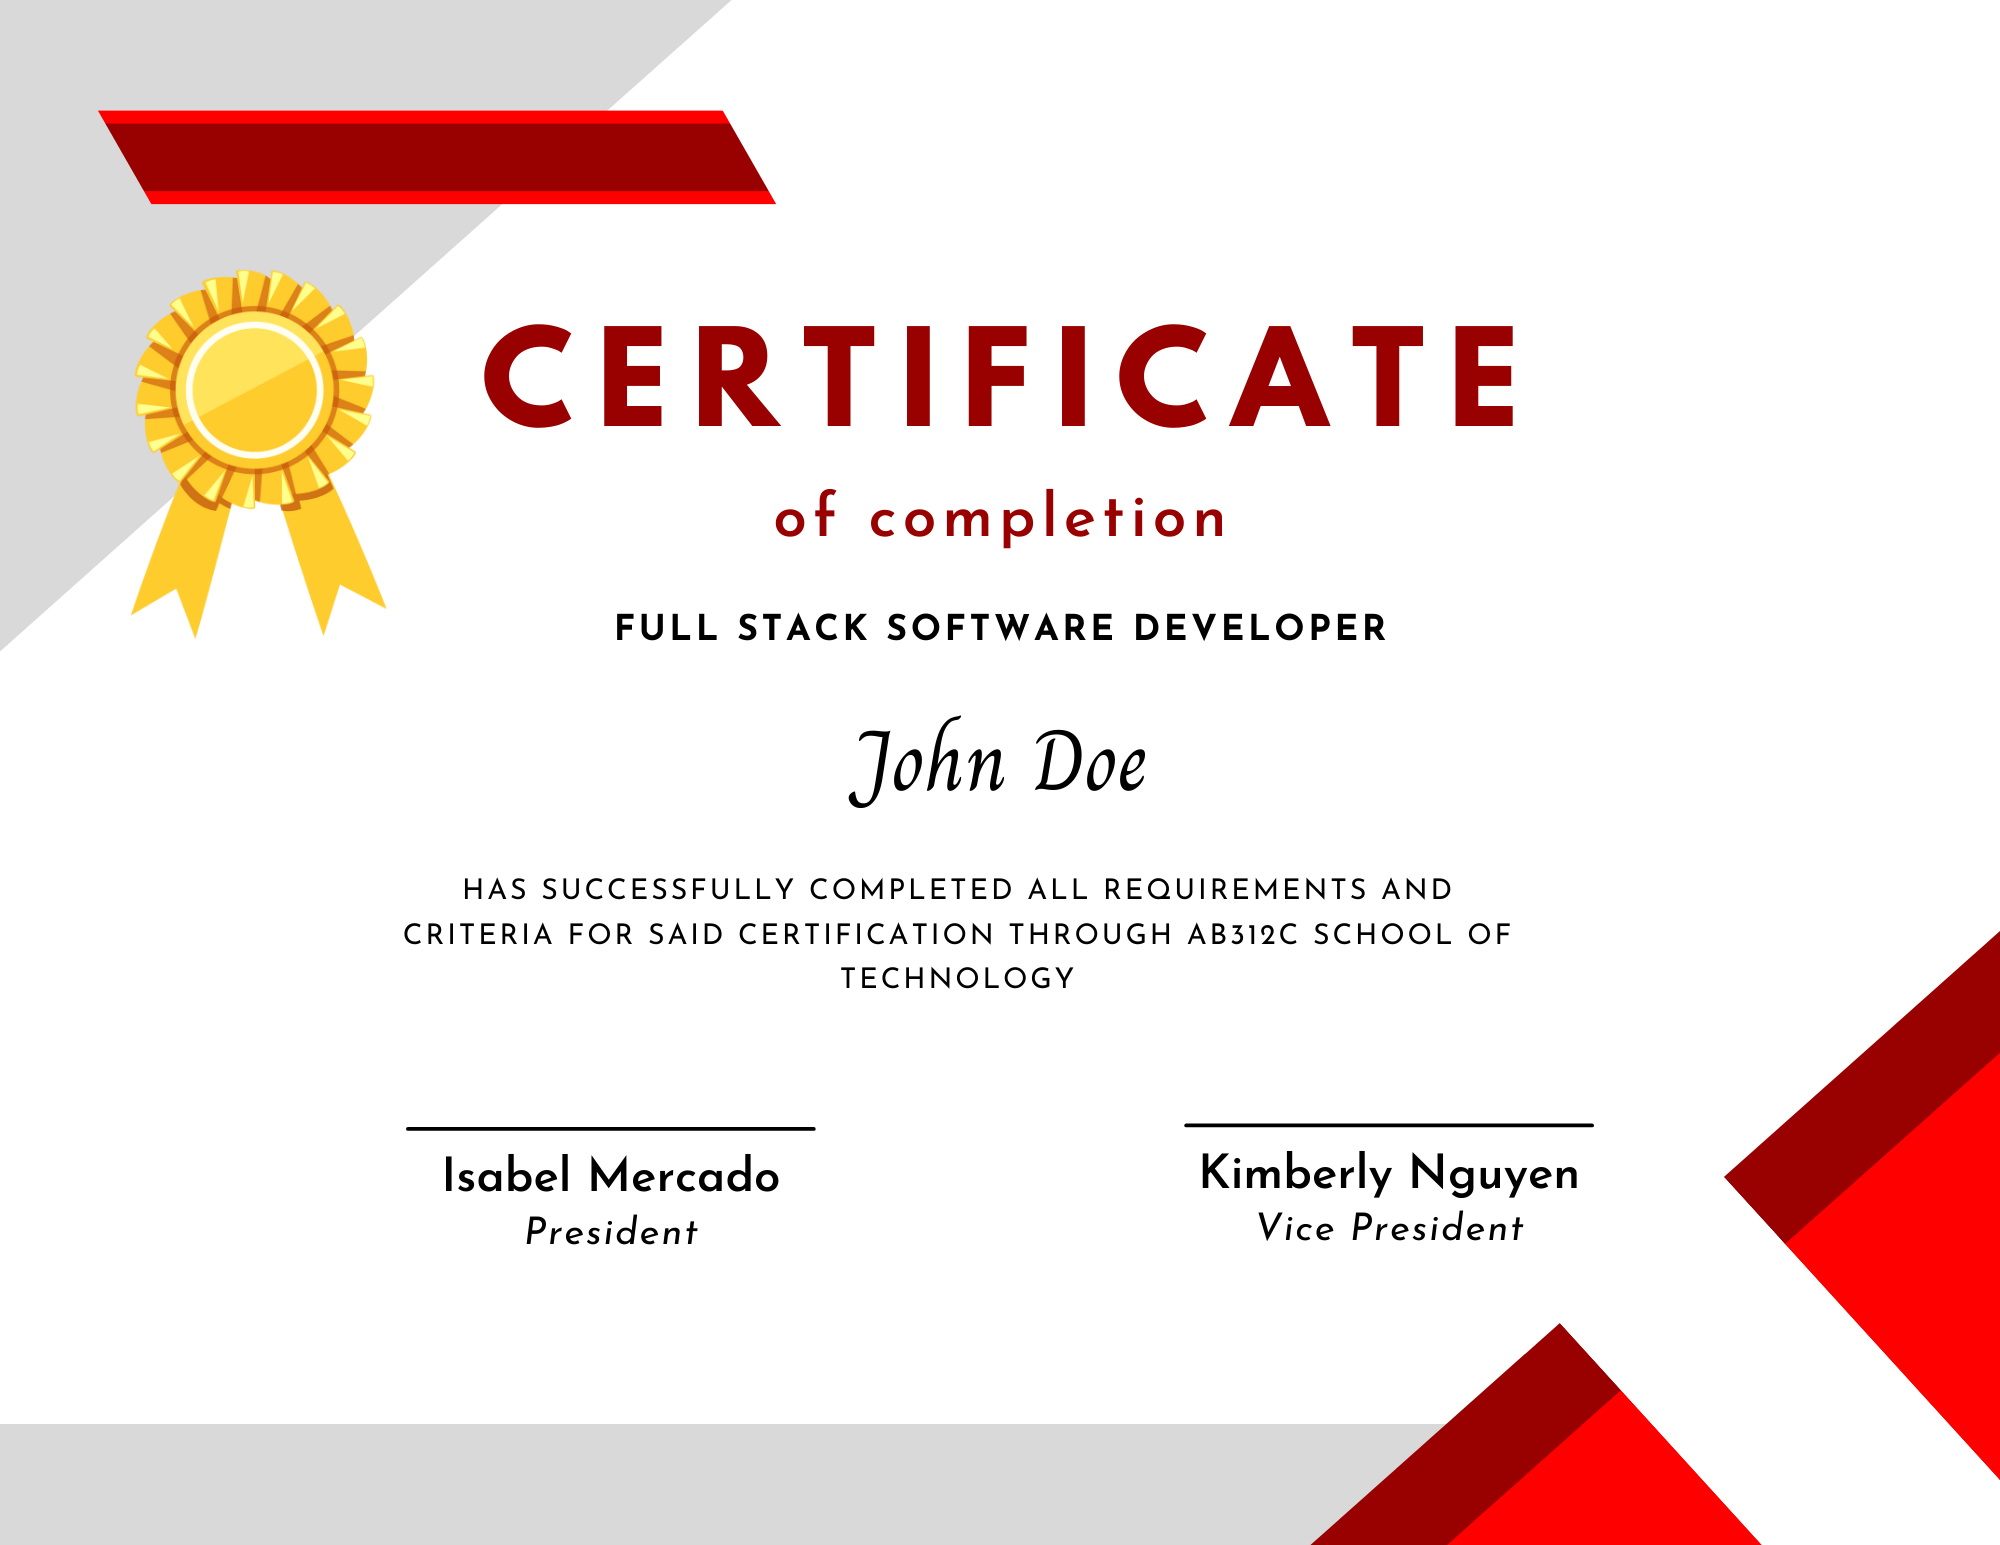 CERTIFICATE
of completion
FULL STACK SOFTWARE DEVELOPER
John Doe
HAS SUCCESSFULLY COMPLETED ALL REQUIREMENTS AND
CRITERIA FOR SAID CERTIFICATION THROUGH AB312C SCHOOL OF
TECHNOLOGY
Isabel Mercado
President
Kimberly Nguyen
Vice President